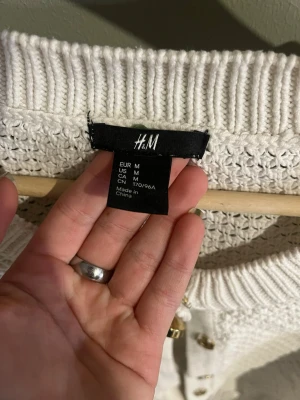 H&M
EUR M
US M
CA M
CN 170/96A
Made in
China